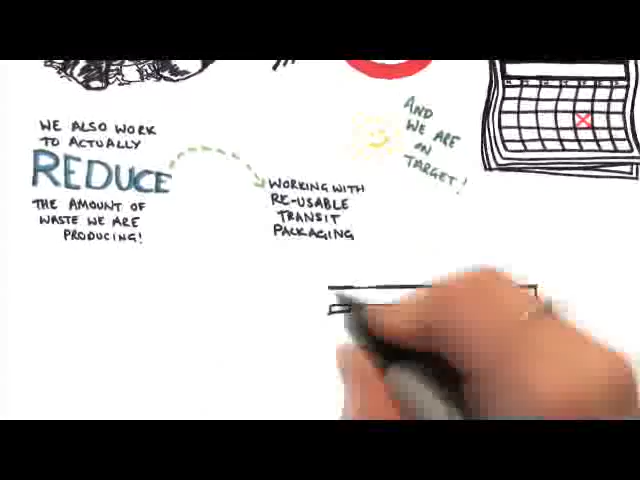 WE ALSO WORK
TO ACTUALLY
REDUCE
THE AMOUNT OF
WASTE WE ARE
PRODUCING!
WORKING WITH
RE-USABLE
TRANSIT
PACKAGING
AND
WE ARE
ON
TARGET!